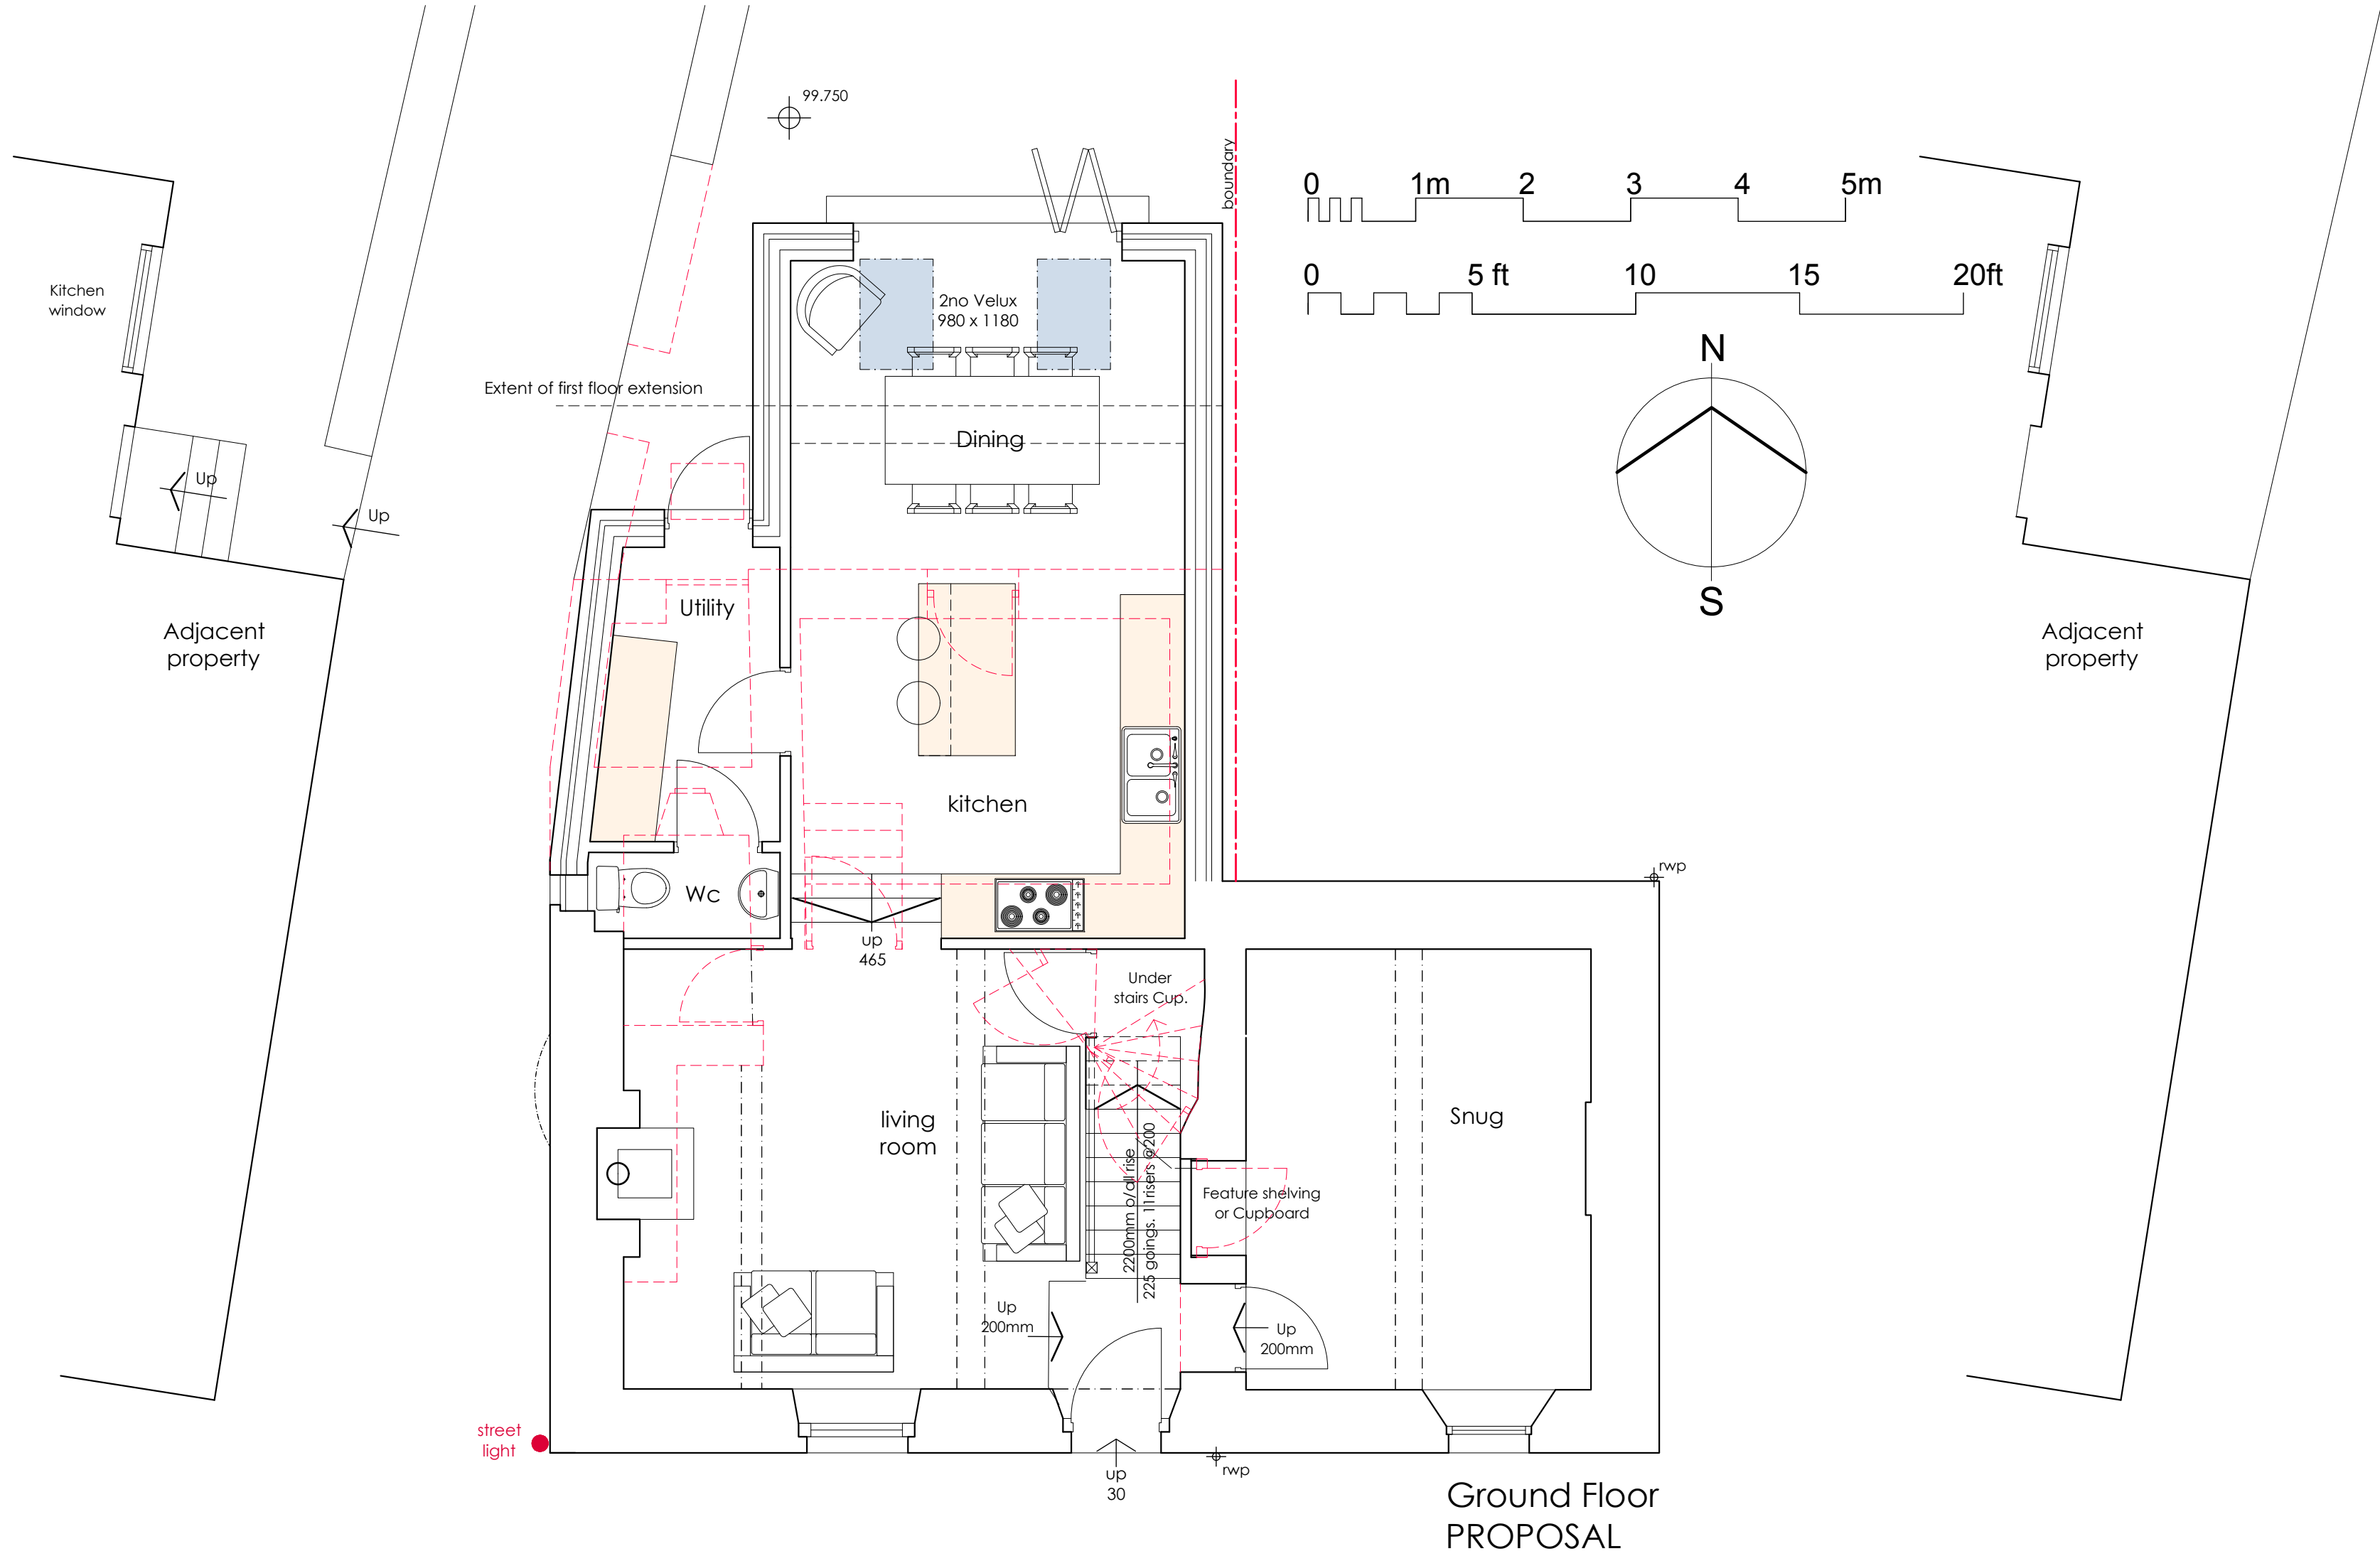 99.750
boundary
0 1m 2 3 4 5m
0 5 ft 10 15 20ft
N
S
Kitchen
window
2no Velux
980 x 1180
Extent of first floor extension
Dining
Up
Up
Utility
Adjacent
property
Adjacent
property
kitchen
Wc
rwp
up
465
Under
stairs Cup.
living
room
Snug
2200mm o/all rise
225 goings. 11risers @200
Feature shelving
or Cupboard
Up
200mm
Up
200mm
street
light
rwp
up
30
Ground Floor
PROPOSAL